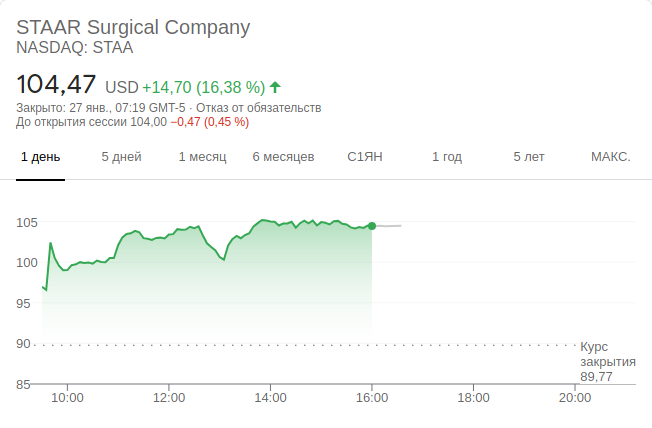 STAAR Surgical Company
NASDAQ: STAA
104,47 USD +14,70 (16,38 %)
Закрыто: 27 янв., 07:19 GMT-5 · Отказ от обязательств
До открытия сессии 104,00 −0,47 (0,45 %)
1 день 5 дней 1 месяц 6 месяцев С1ЯН 1 год 5 лет МАКС.
105
100
95
90
Курс
закрытия
89,77
85
10:00 12:00 14:00 16:00 18:00 20:00